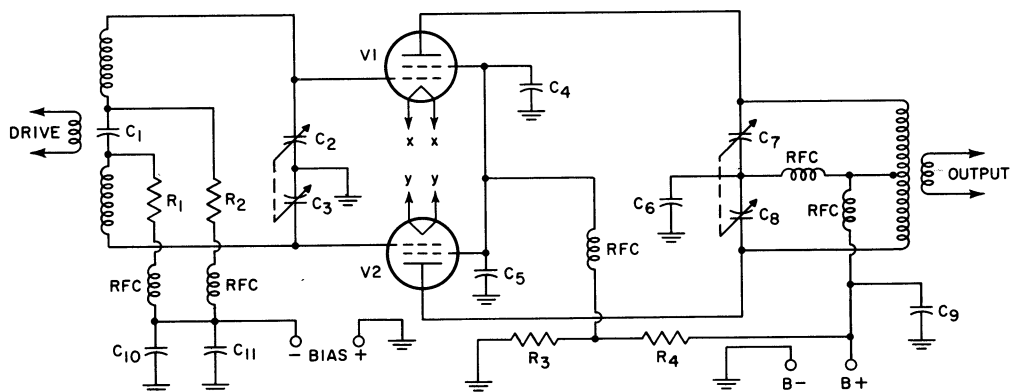 V1
C4
DRIVE
C1
C2
x x
C7
RFC
OUTPUT
R1
R2
y y
C3
C6
C8
RFC
V2
RFC
C5
RFC
RFC
C9
C10
C11
- BIAS +
R3
R4
B-
B+